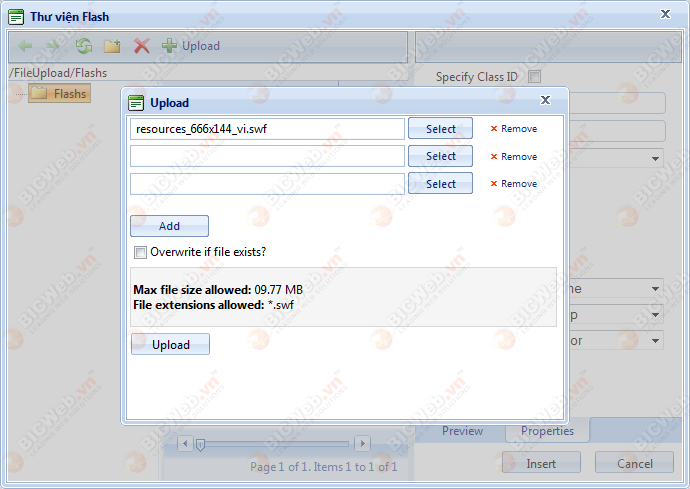 Thư viện Flash
Upload
/FileUpload/Flashs
Specify Class ID
Flashs
Upload
resources_666x144_vi.swf
Select
Remove
Select
Remove
Select
Remove
Add
Overwrite if file exists?
Max file size allowed: 09.77 MB
File extensions allowed: *.swf
Upload
Preview
Properties
Page 1 of 1. Items 1 to 1 of 1
Insert
Cancel
BICWeb.vn™